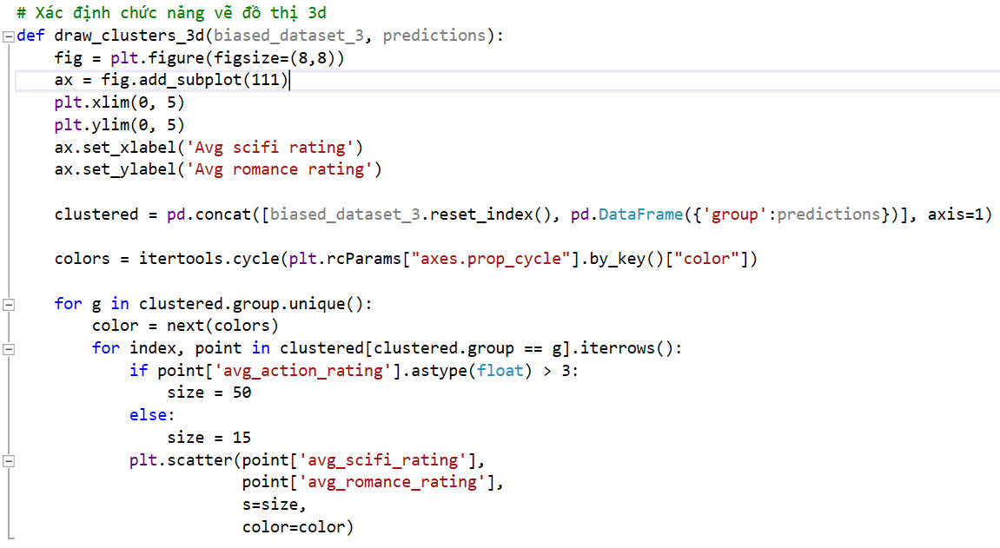 # Xác định chức năng vẽ đồ thị 3d
def draw_clusters_3d(biased_dataset_3, predictions):
    fig = plt.figure(figsize=(8,8))
    ax = fig.add_subplot(111)
    plt.xlim(0, 5)
    plt.ylim(0, 5)
    ax.set_xlabel('Avg scifi rating')
    ax.set_ylabel('Avg romance rating')

    clustered = pd.concat([biased_dataset_3.reset_index(), pd.DataFrame({'group':predictions})], axis=1)

    colors = itertools.cycle(plt.rcParams["axes.prop_cycle"].by_key()["color"])

    for g in clustered.group.unique():
        color = next(colors)
        for index, point in clustered[clustered.group == g].iterrows():
            if point['avg_action_rating'].astype(float) > 3:
                size = 50
            else:
                size = 15
            plt.scatter(point['avg_scifi_rating'],
                        point['avg_romance_rating'],
                        s=size,
                        color=color)